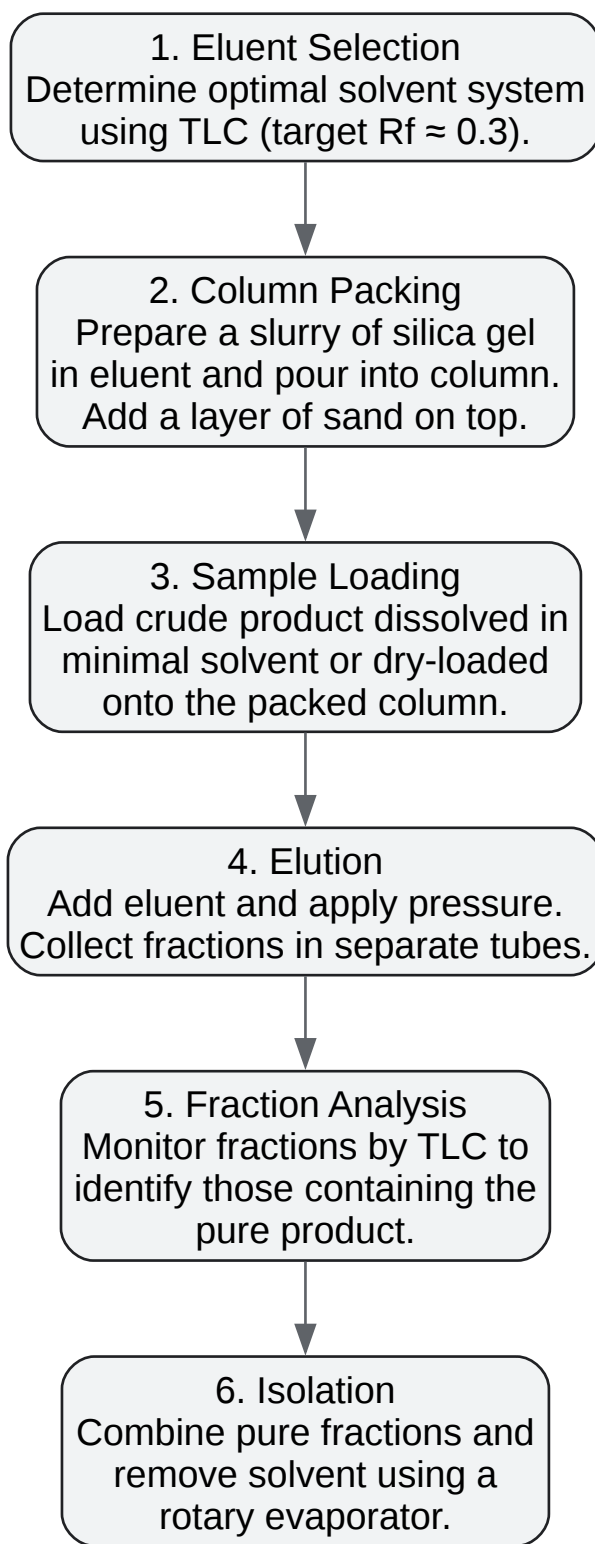 1. Eluent Selection
Determine optimal solvent system
using TLC (target Rf ≈ 0.3).
2. Column Packing
Prepare a slurry of silica gel
in eluent and pour into column.
Add a layer of sand on top.
3. Sample Loading
Load crude product dissolved in
minimal solvent or dry-loaded
onto the packed column.
4. Elution
Add eluent and apply pressure.
Collect fractions in separate tubes.
5. Fraction Analysis
Monitor fractions by TLC to
identify those containing the
pure product.
6. Isolation
Combine pure fractions and
remove solvent using a
rotary evaporator.